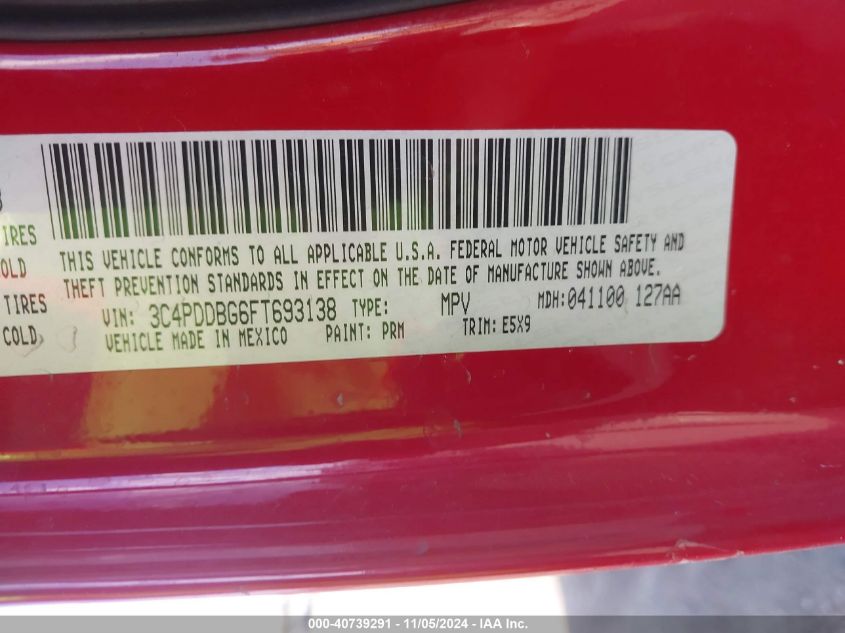 IRES
OLD
TIRES
COLD
THIS VEHICLE CONFORMS TO ALL APPLICABLE U.S.A. FEDERAL MOTOR VEHICLE SAFETY AND
THEFT PREVENTION STANDARDS IN EFFECT ON THE DATE OF MANUFACTURE SHOWN ABOVE.
VIN: 3C4PDDBG6FT693138 TYPE: MPV MDH:041100 127AA
VEHICLE MADE IN MEXICO PAINT: PRM TRIM: E5X9
000-40739291 - 11/05/2024 - IAA Inc.